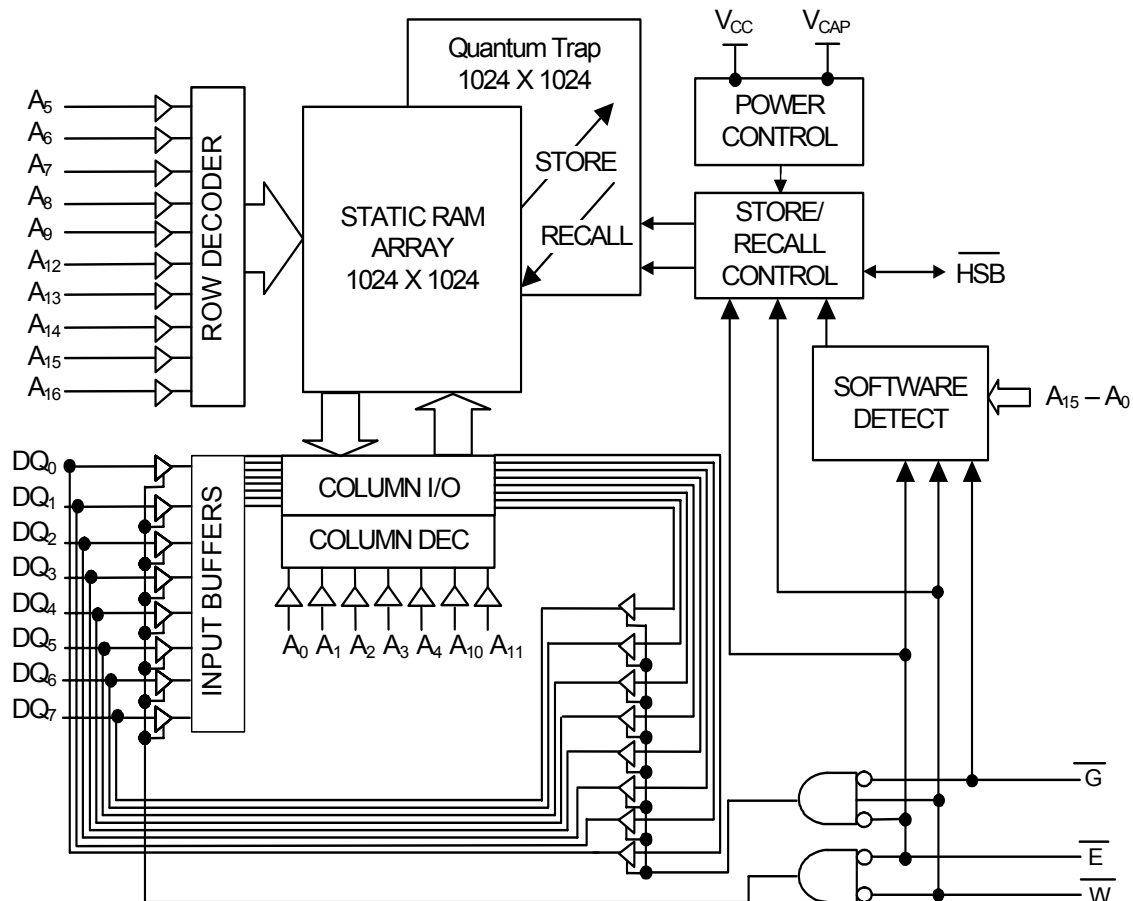 V_CC V_CAP
Quantum Trap
1024 X 1024
POWER
CONTROL
A5
A6
A7
A8
A9
A12
A13
A14
A15
A16
ROW DECODER
STORE
RECALL
STATIC RAM
ARRAY
1024 X 1024
STORE/
RECALL
CONTROL
H̅S̅B̅
SOFTWARE
DETECT
A15 – A0
DQ0
DQ1
DQ2
DQ3
DQ4
DQ5
DQ6
DQ7
INPUT BUFFERS
COLUMN I/O
COLUMN DEC
A0 A1 A2 A3 A4 A10 A11
G̅
E̅
W̅